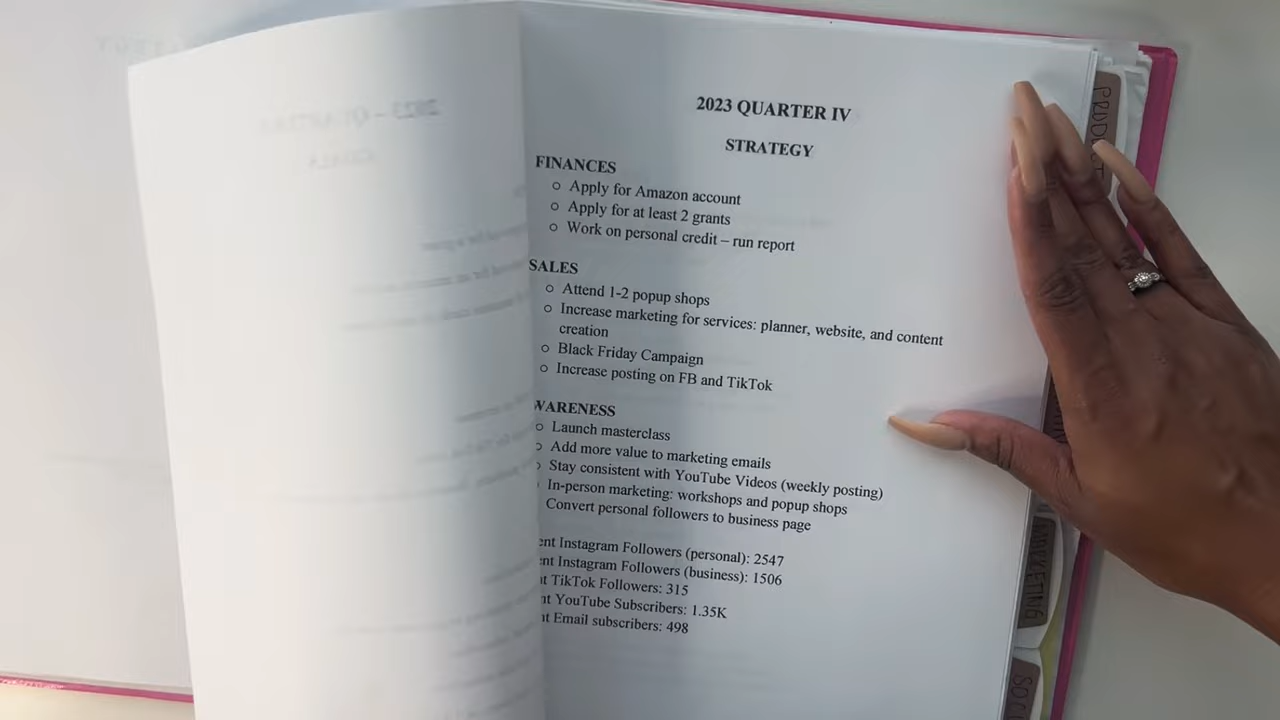 2023 QUARTER IV
STRATEGY
FINANCES
Apply for Amazon account
Apply for at least 2 grants
Work on personal credit – run report
SALES
Attend 1-2 popup shops
Increase marketing for services: planner, website, and content
creation
Black Friday Campaign
Increase posting on FB and TikTok
WARENESS
Launch masterclass
Add more value to marketing emails
Stay consistent with YouTube Videos (weekly posting)
In-person marketing: workshops and popup shops
Convert personal followers to business page
ent Instagram Followers (personal): 2547
ent Instagram Followers (business): 1506
nt TikTok Followers: 315
nt YouTube Subscribers: 1.35K
nt Email subscribers: 498
MARKETING